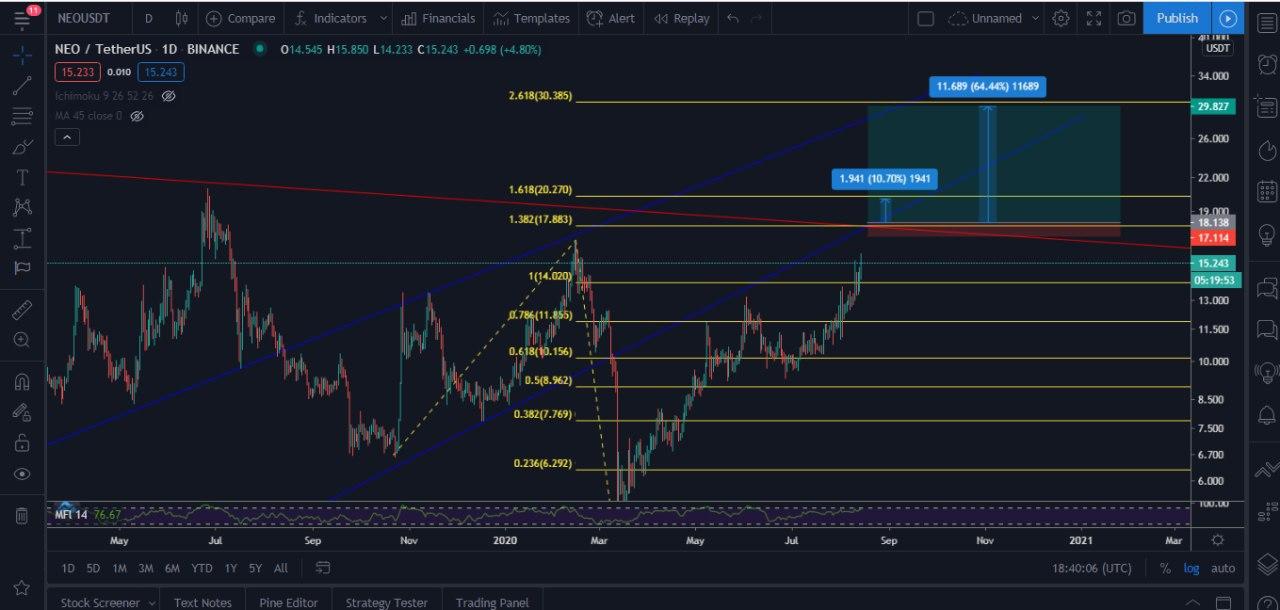 11
NEOUSDT D Compare Indicators Financials Templates Alert Replay Unnamed Publish
NEO / TetherUS · 1D · BINANCE O14.545 H15.850 L14.233 C15.243 +0.698 (+4.80%)
USDT
15.233 0.010 15.243
Ichimoku 9 26 52 26
MA 45 close 0
34.000
11.689 (64.44%) 11689
2.618(30.385)
29.827
26.000
1.941 (10.70%) 1941
22.000
1.618(20.270)
19.000
1.382(17.883)
18.138
17.114
15.243
1(14.020)
05:19:53
13.000
0.786(11.855)
11.500
0.618(10.156)
10.000
0.5(8.962)
8.500
0.382(7.769)
7.500
6.700
0.236(6.292)
6.000
100.00
MFI 14 76.67
May Jul Sep Nov 2020 Mar May Jul Sep Nov 2021 Mar
1D 5D 1M 3M 6M YTD 1Y 5Y All 18:40:06 (UTC) % log auto
Stock Screener Text Notes Pine Editor Strategy Tester Trading Panel